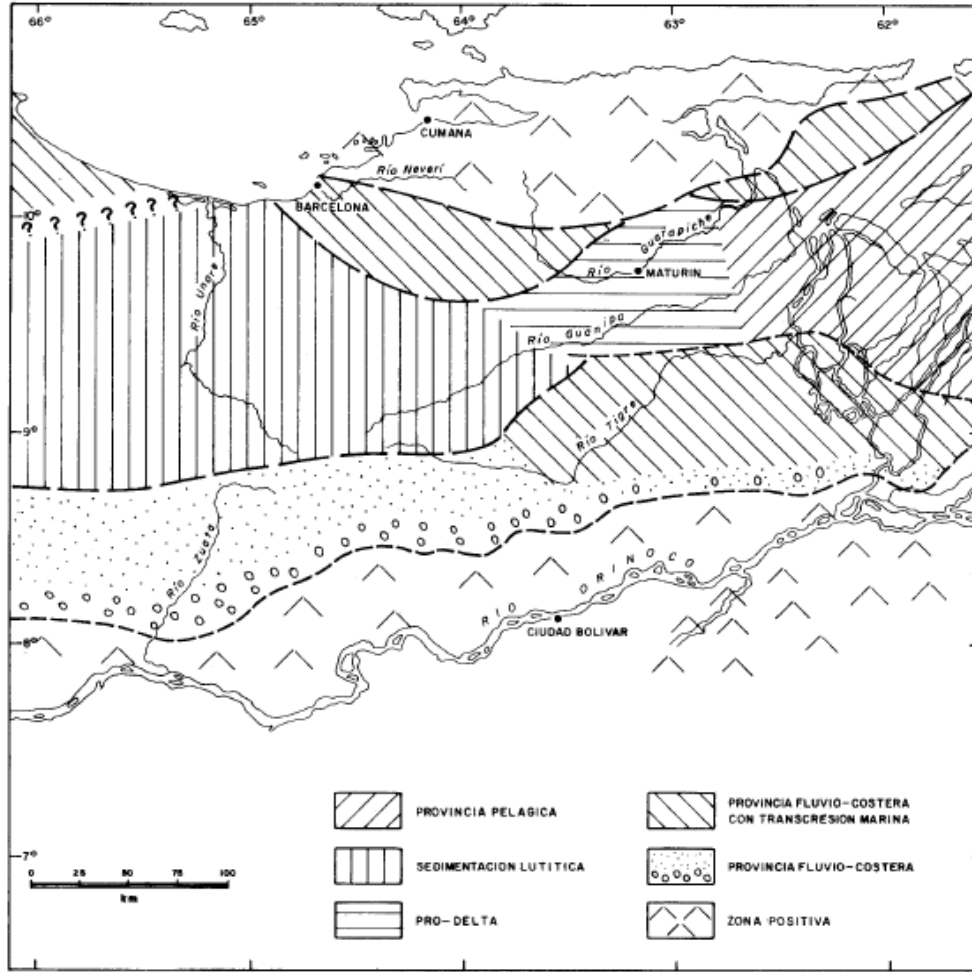 66° 65° 64° 63° 62°
CUMANA
Río Neverí
BARCELONA
10°
? ? ? ? ? ? ?
Río Guarapiche
MATURIN
Río Unare
Río Guanipa
9°
Río Tigre
Río Zuata
RIO ORINOCO
CIUDAD BOLIVAR
8°
7°
0 25 50 75 100
km
PROVINCIA PELAGICA
SEDIMENTACION LUTITICA
PRO-DELTA
PROVINCIA FLUVIO-COSTERA
CON TRANSCRESION MARINA
PROVINCIA FLUVIO-COSTERA
ZONA POSITIVA